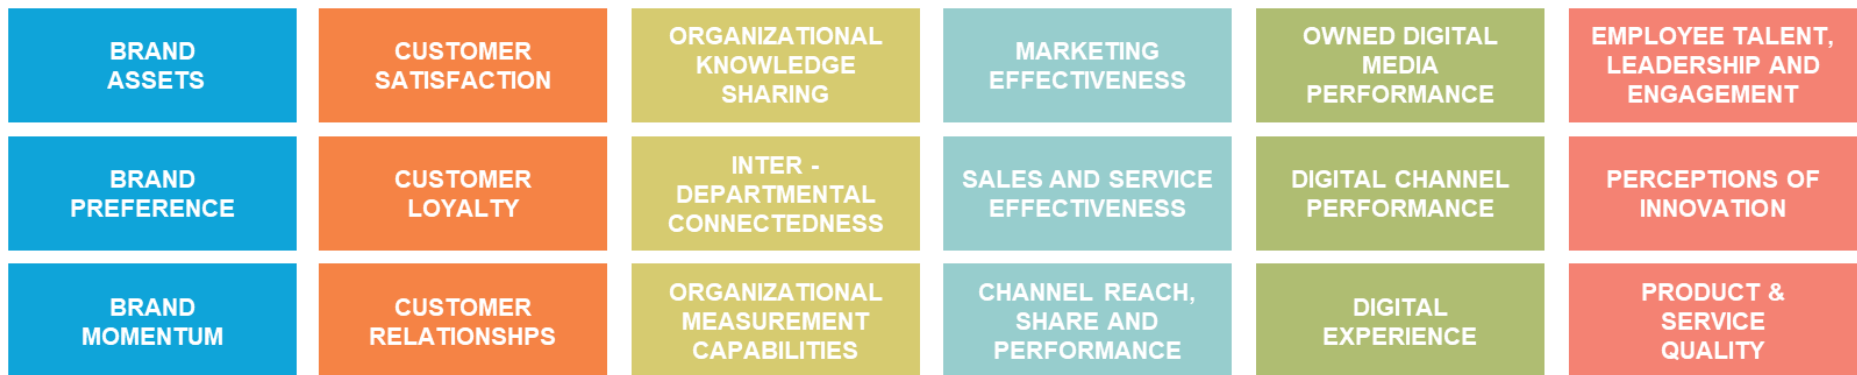 BRAND
ASSETS
CUSTOMER
SATISFACTION
ORGANIZATIONAL
KNOWLEDGE
SHARING
MARKETING
EFFECTIVENESS
OWNED DIGITAL
MEDIA
PERFORMANCE
EMPLOYEE TALENT,
LEADERSHIP AND
ENGAGEMENT
BRAND
PREFERENCE
CUSTOMER
LOYALTY
INTER -
DEPARTMENTAL
CONNECTEDNESS
SALES AND SERVICE
EFFECTIVENESS
DIGITAL CHANNEL
PERFORMANCE
PERCEPTIONS OF
INNOVATION
BRAND
MOMENTUM
CUSTOMER
RELATIONSHPS
ORGANIZATIONAL
MEASUREMENT
CAPABILITIES
CHANNEL REACH,
SHARE AND
PERFORMANCE
DIGITAL
EXPERIENCE
PRODUCT &
SERVICE
QUALITY